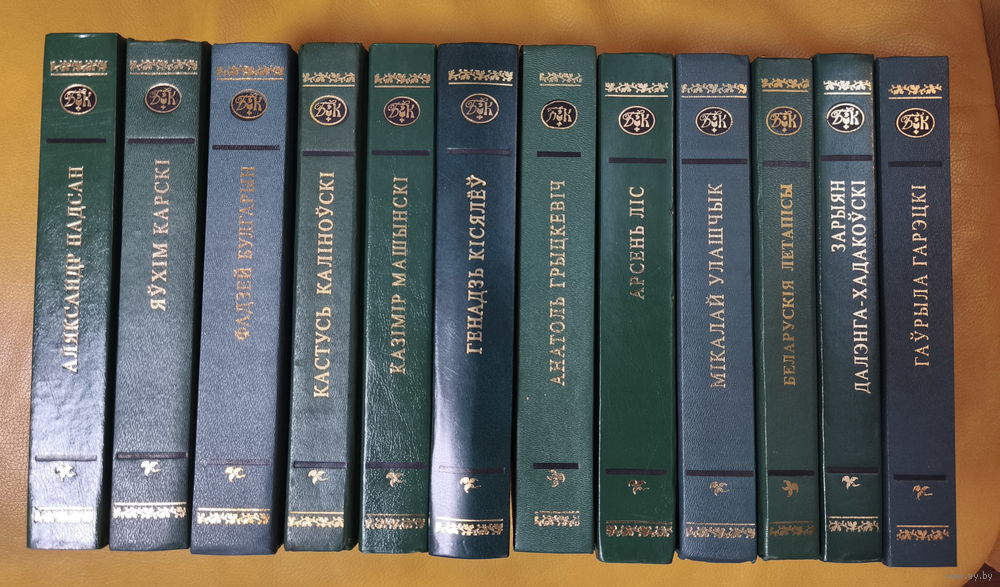 БК
АЛЯКСАНДР НАДСАН
БК
ЯЎХІМ КАРСКІ
БК
ФАДЗЕЙ БУЛГАРЫН
БК
КАСТУСЬ КАЛІНОЎСКІ
БК
КАЗІМІР МАШЫНСКІ
БК
ГЕНАДЗЬ КІСЯЛЁЎ
БК
АНАТОЛЬ ГРЫЦКЕВІЧ
БК
АРСЕНЬ ЛІС
БК
МІКАЛАЙ УЛАШЧЫК
БК
БЕЛАРУСКІЯ ЛЕТАПІСЫ
БК
ЗАРЫЯН
ДАЛЭНГА-ХАДАКОЎСКІ
БК
ГАЎРЫЛА ГАРЭЦКІ